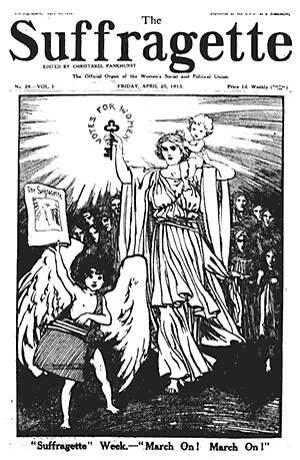 The
Suffragette
EDITED BY CHRISTABEL PANKHURST
The Official Organ of the Women's Social and Political Union.
No. 28.—VOL. I.
FRIDAY, APRIL 25, 1913.
Price 1d. Weekly
VOTES FOR WOMEN
The Suffragette
"Suffragette" Week.—"March On! March On!"